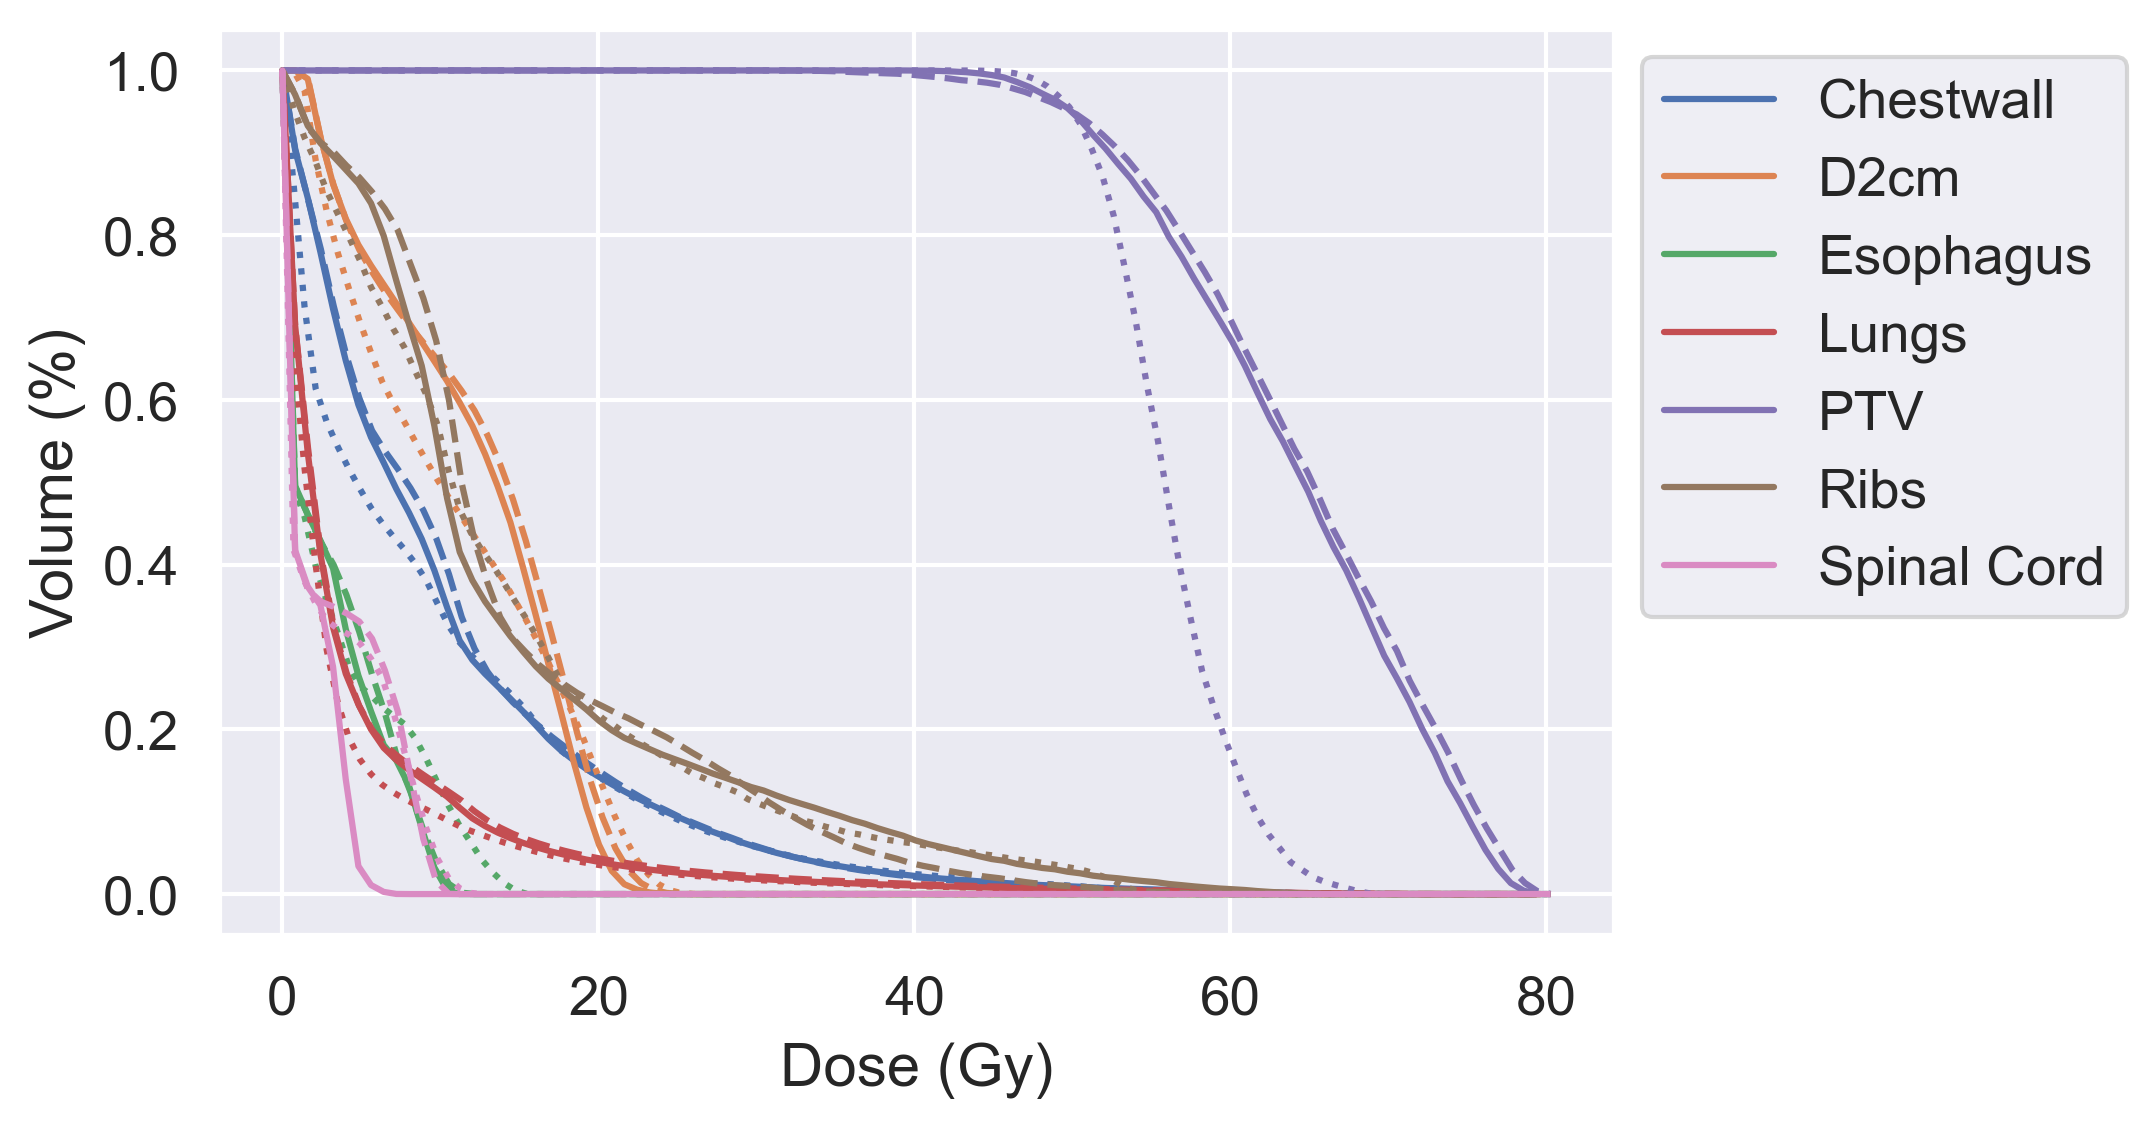 1.0
0.8
0.6
0.4
0.2
0.0
Volume (%)
0 20 40 60 80
Dose (Gy)
Chestwall
D2cm
Esophagus
Lungs
PTV
Ribs
Spinal Cord